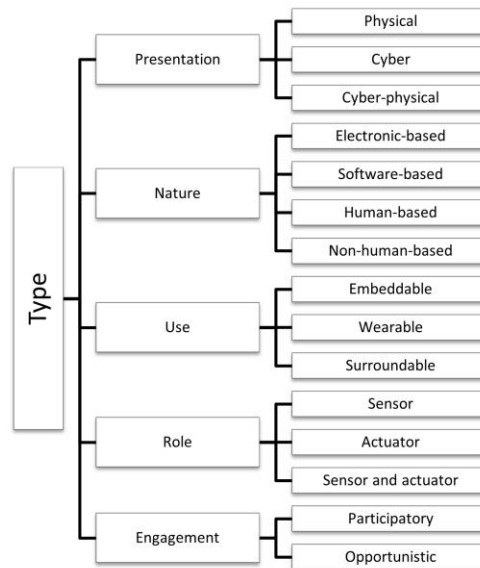 Type
Presentation
Physical
Cyber
Cyber-physical
Nature
Electronic-based
Software-based
Human-based
Non-human-based
Use
Embeddable
Wearable
Surroundable
Role
Sensor
Actuator
Sensor and actuator
Engagement
Participatory
Opportunistic